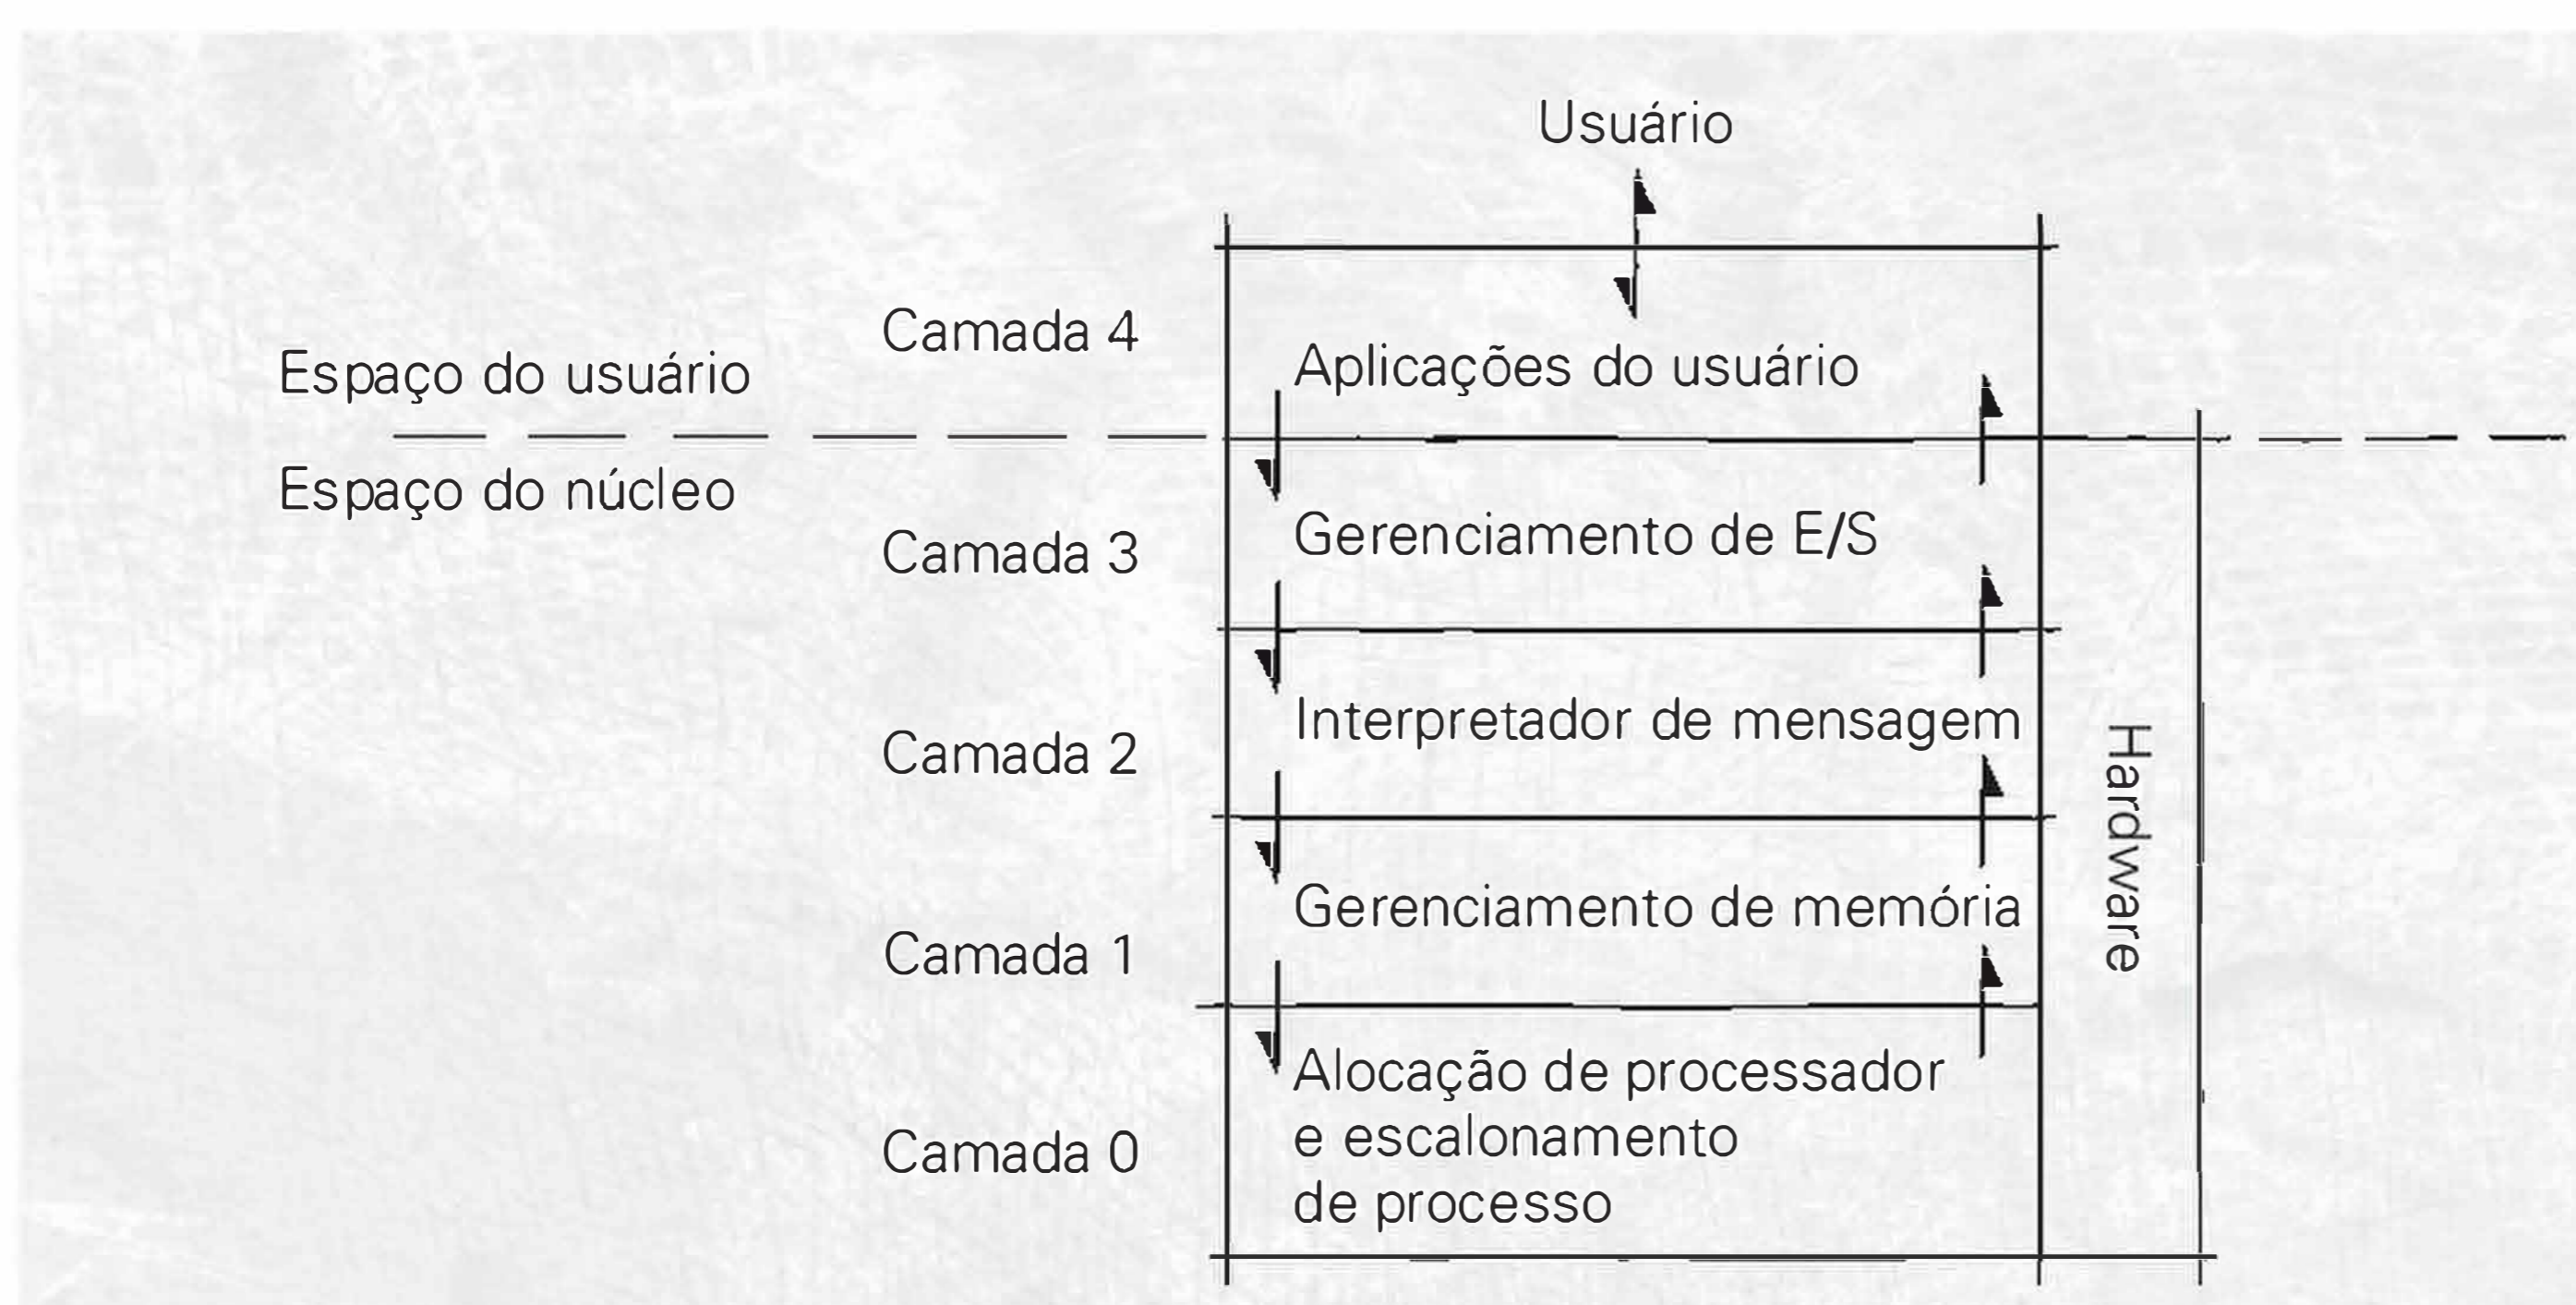 Usuário
Camada 4
Espaço do usuário
Aplicações do usuário
Espaço do núcleo
Camada 3
Gerenciamento de E/S
Camada 2
Interpretador de mensagem
Hardware
Camada 1
Gerenciamento de memória
Camada 0
Alocação de processador
e escalonamento
de processo